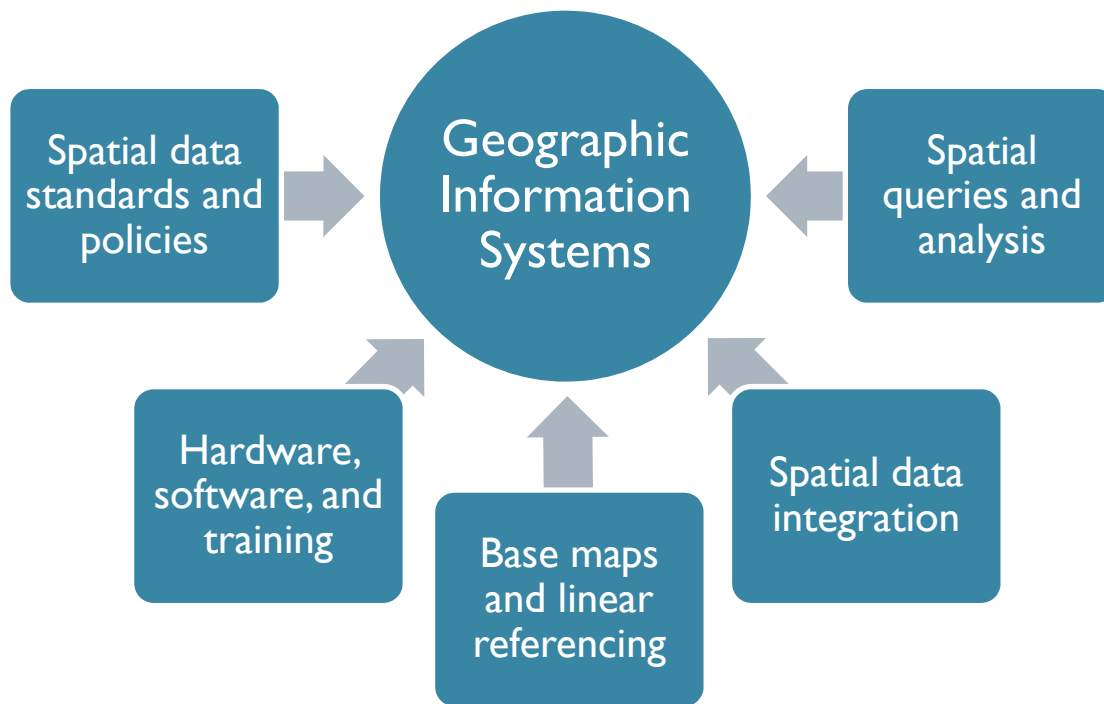 Geographic
Information
Systems
Spatial data
standards and
policies
Hardware,
software, and
training
Base maps
and linear
referencing
Spatial data
integration
Spatial
queries and
analysis